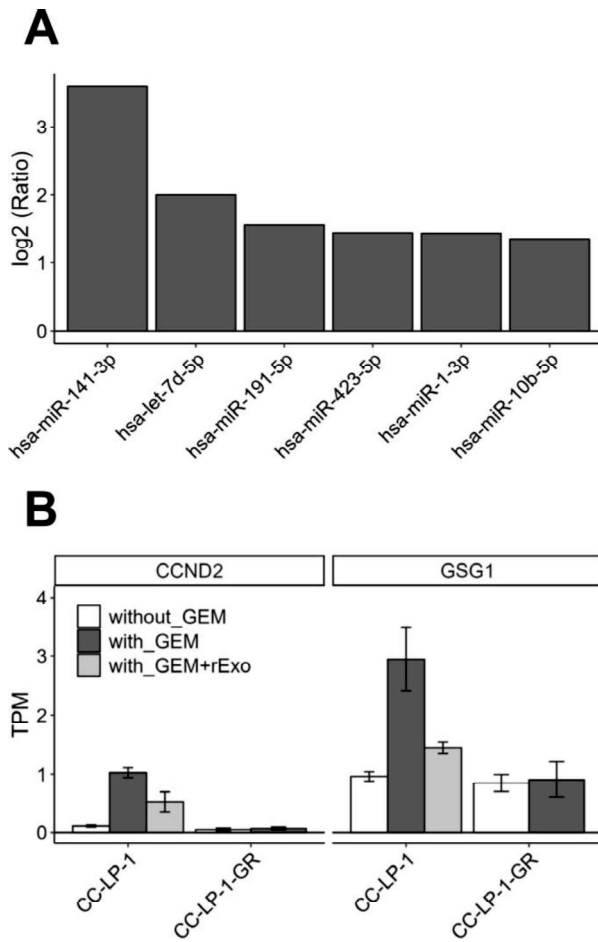 A
log2 (Ratio)
3
2
1
0
hsa-miR-141-3p
hsa-let-7d-5p
hsa-miR-191-5p
hsa-miR-423-5p
hsa-miR-1-3p
hsa-miR-10b-5p
B
CCND2
GSG1
without_GEM
with_GEM
with_GEM+rExo
TPM
4
3
2
1
0
CC-LP-1
CC-LP-1-GR
CC-LP-1
CC-LP-1-GR